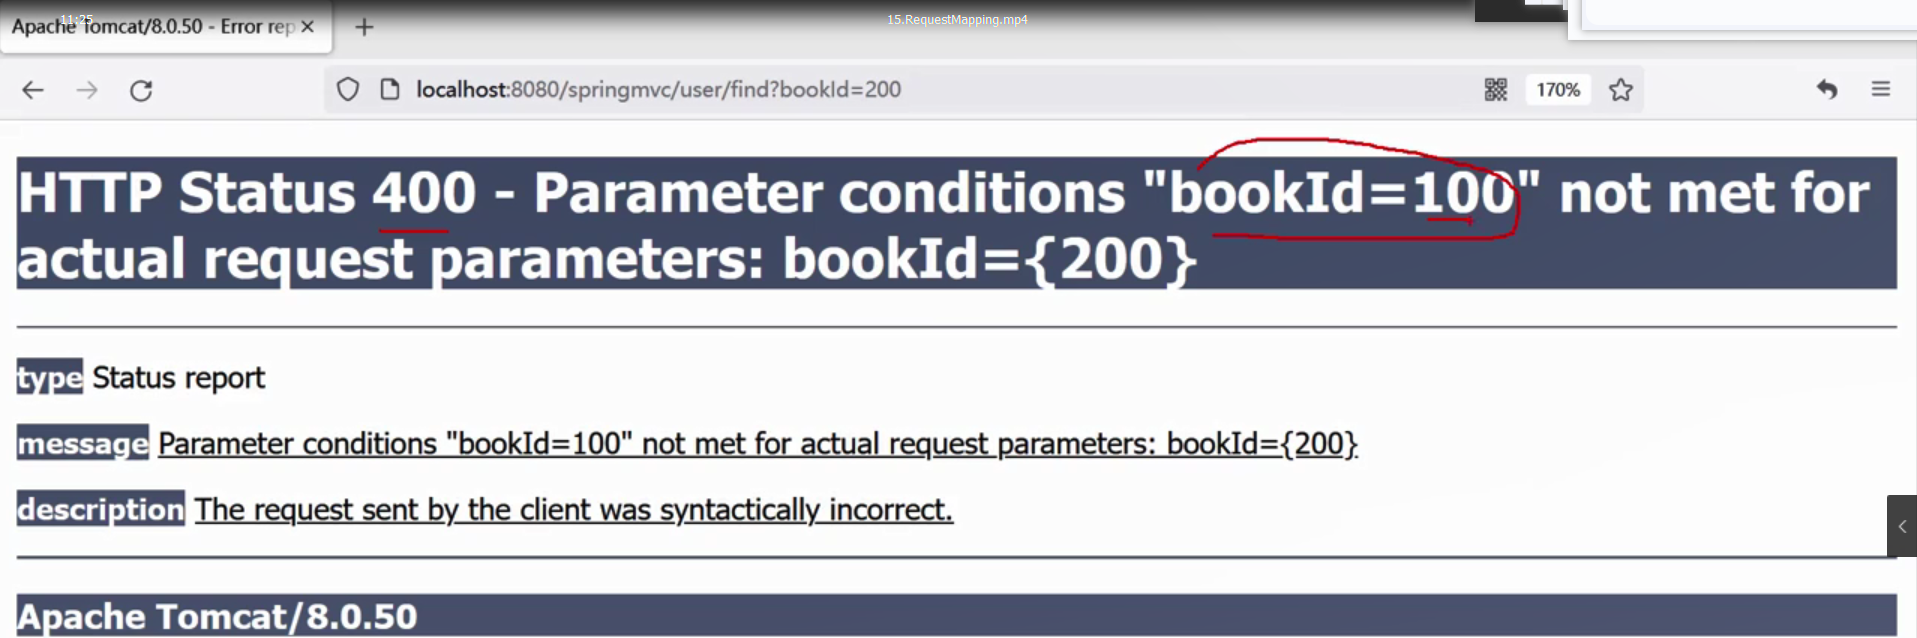 11:25
15.RequestMapping.mp4
Apache Tomcat/8.0.50 - Error rep
localhost:8080/springmvc/user/find?bookId=200
170%
HTTP Status 400 - Parameter conditions "bookId=100" not met for
actual request parameters: bookId={200}
type Status report
message Parameter conditions "bookId=100" not met for actual request parameters: bookId={200}
description The request sent by the client was syntactically incorrect.
Apache Tomcat/8.0.50